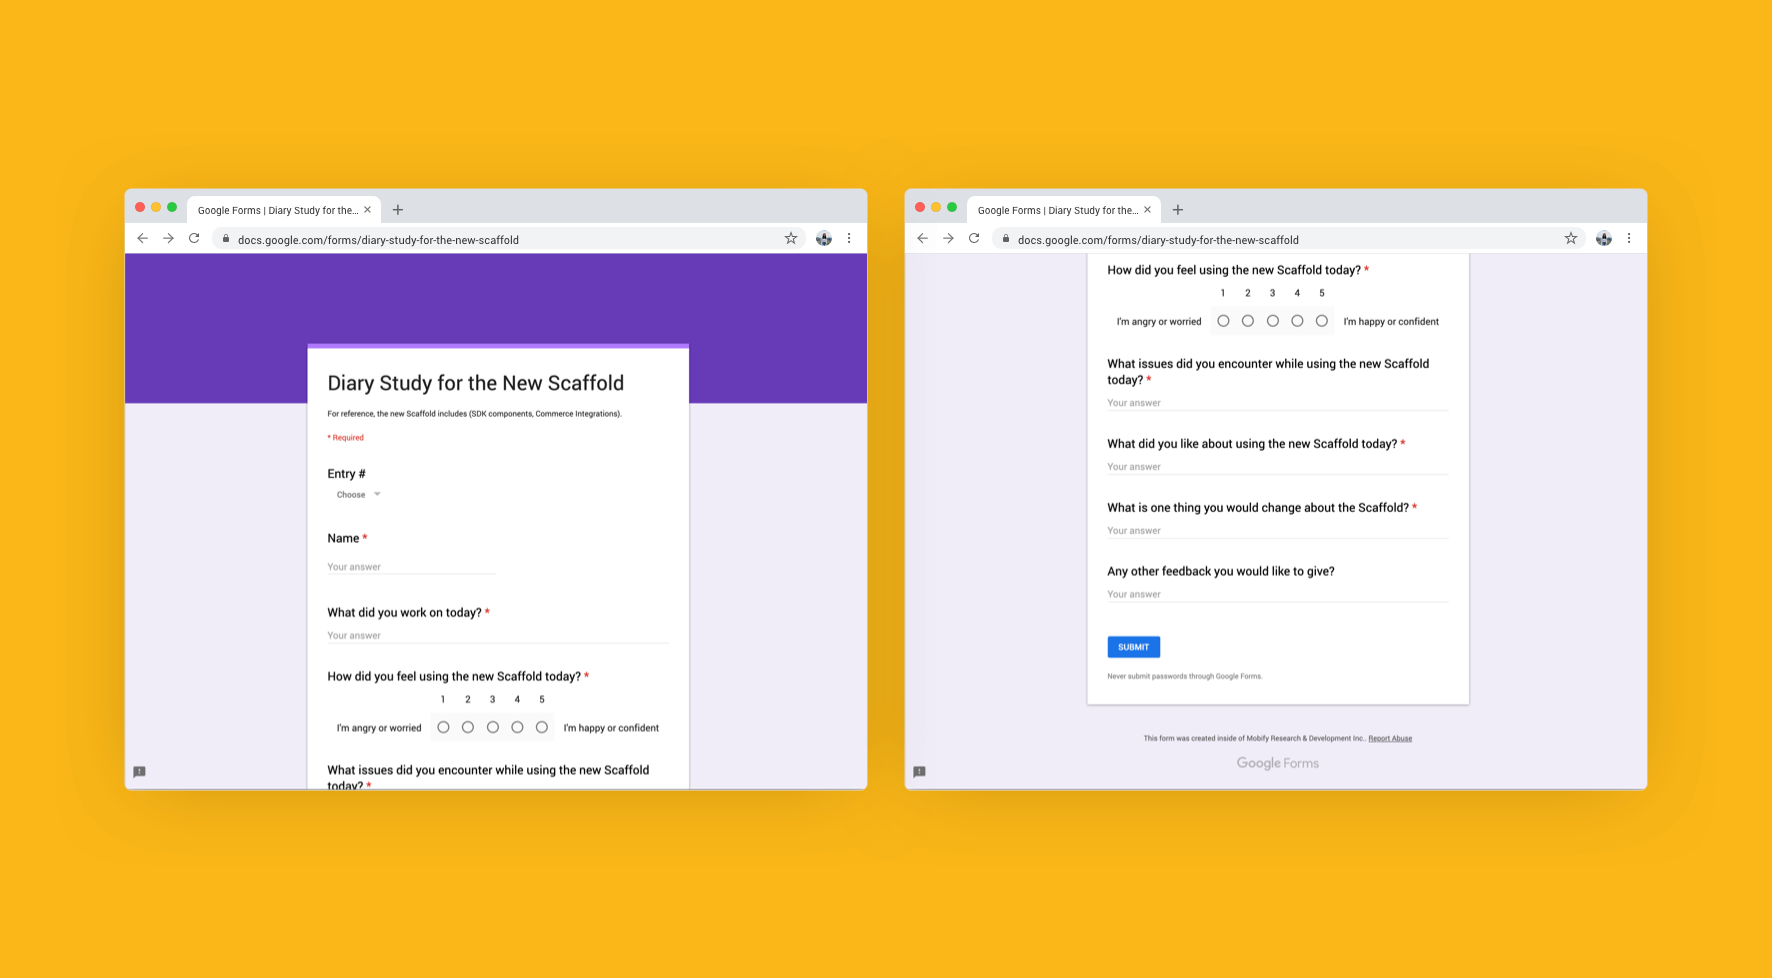 Google Forms | Diary Study for the...
docs.google.com/forms/diary-study-for-the-new-scaffold
Diary Study for the New Scaffold
For reference, the new Scaffold includes (SDK components, Commerce Integrations).
* Required
Entry #
Choose
Name *
Your answer
What did you work on today? *
Your answer
How did you feel using the new Scaffold today? *
1 2 3 4 5
I'm angry or worried I'm happy or confident
What issues did you encounter while using the new Scaffold
today? *
Google Forms | Diary Study for the...
docs.google.com/forms/diary-study-for-the-new-scaffold
How did you feel using the new Scaffold today? *
1 2 3 4 5
I'm angry or worried I'm happy or confident
What issues did you encounter while using the new Scaffold
today? *
Your answer
What did you like about using the new Scaffold today? *
Your answer
What is one thing you would change about the Scaffold? *
Your answer
Any other feedback you would like to give?
Your answer
SUBMIT
Never submit passwords through Google Forms.
This form was created inside of Mobify Research & Development Inc.. Report Abuse
Google Forms